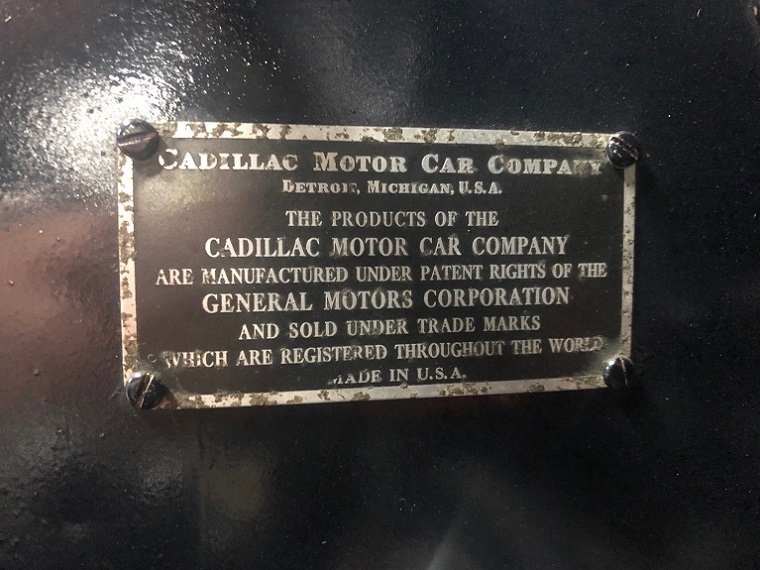 CADILLAC MOTOR CAR COMPANY
DETROIT, MICHIGAN, U.S.A.
THE PRODUCTS OF THE
CADILLAC MOTOR CAR COMPANY
ARE MANUFACTURED UNDER PATENT RIGHTS OF THE
GENERAL MOTORS CORPORATION
AND SOLD UNDER TRADE MARKS
WHICH ARE REGISTERED THROUGHOUT THE WORLD
MADE IN U.S.A.